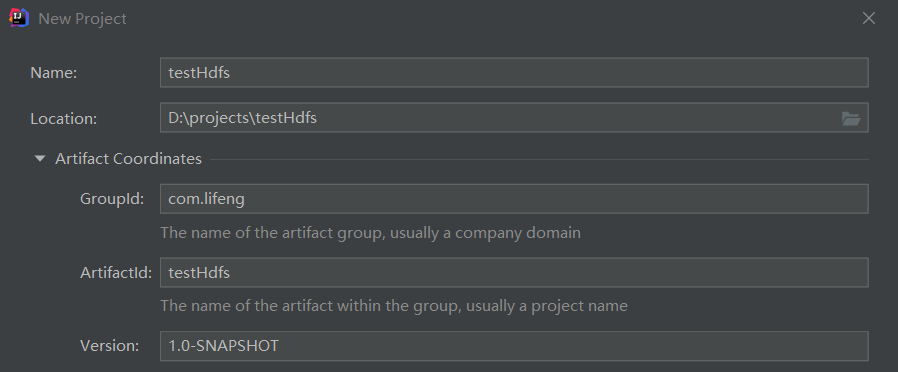 New Project
Name: testHdfs
Location: D:\projects\testHdfs
Artifact Coordinates
GroupId: com.lifeng
The name of the artifact group, usually a company domain
ArtifactId: testHdfs
The name of the artifact within the group, usually a project name
Version: 1.0-SNAPSHOT